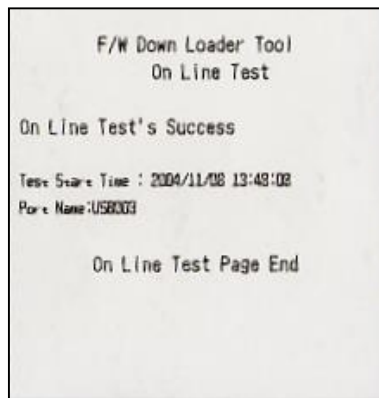 F/W Down Loader Tool
On Line Test
On Line Test's Success
Test Start Time : 2004/11/08 13:48:08
Port Name:USB003
On Line Test Page End